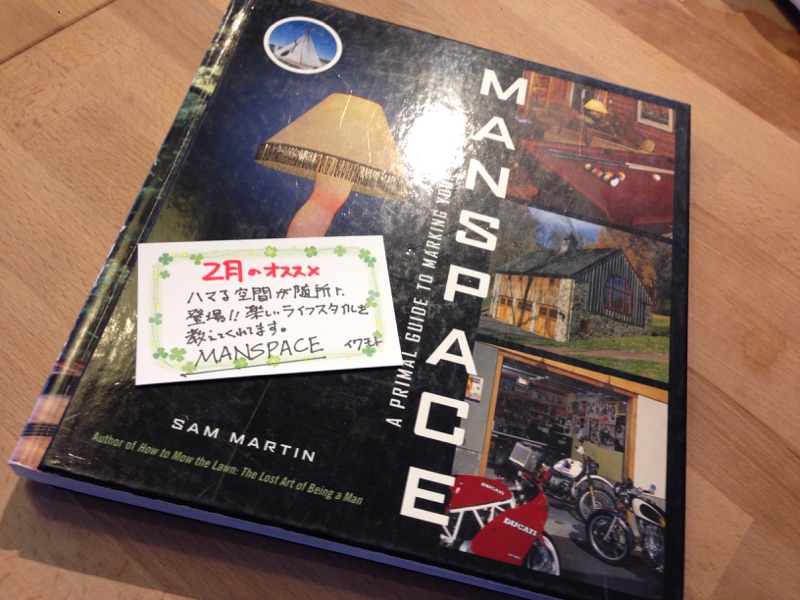 MANSPACE
A PRIMAL GUIDE TO MARKING YOU
2月のオススメ
ハマる空間が随所に
登場!! 楽しいライフスタイルを
教えてくれてます。
MANSPACE イワモト
SAM MARTIN
Author of How to Mow the Lawn: The Lost Art of Being a Man
DUCATI
DUCATI